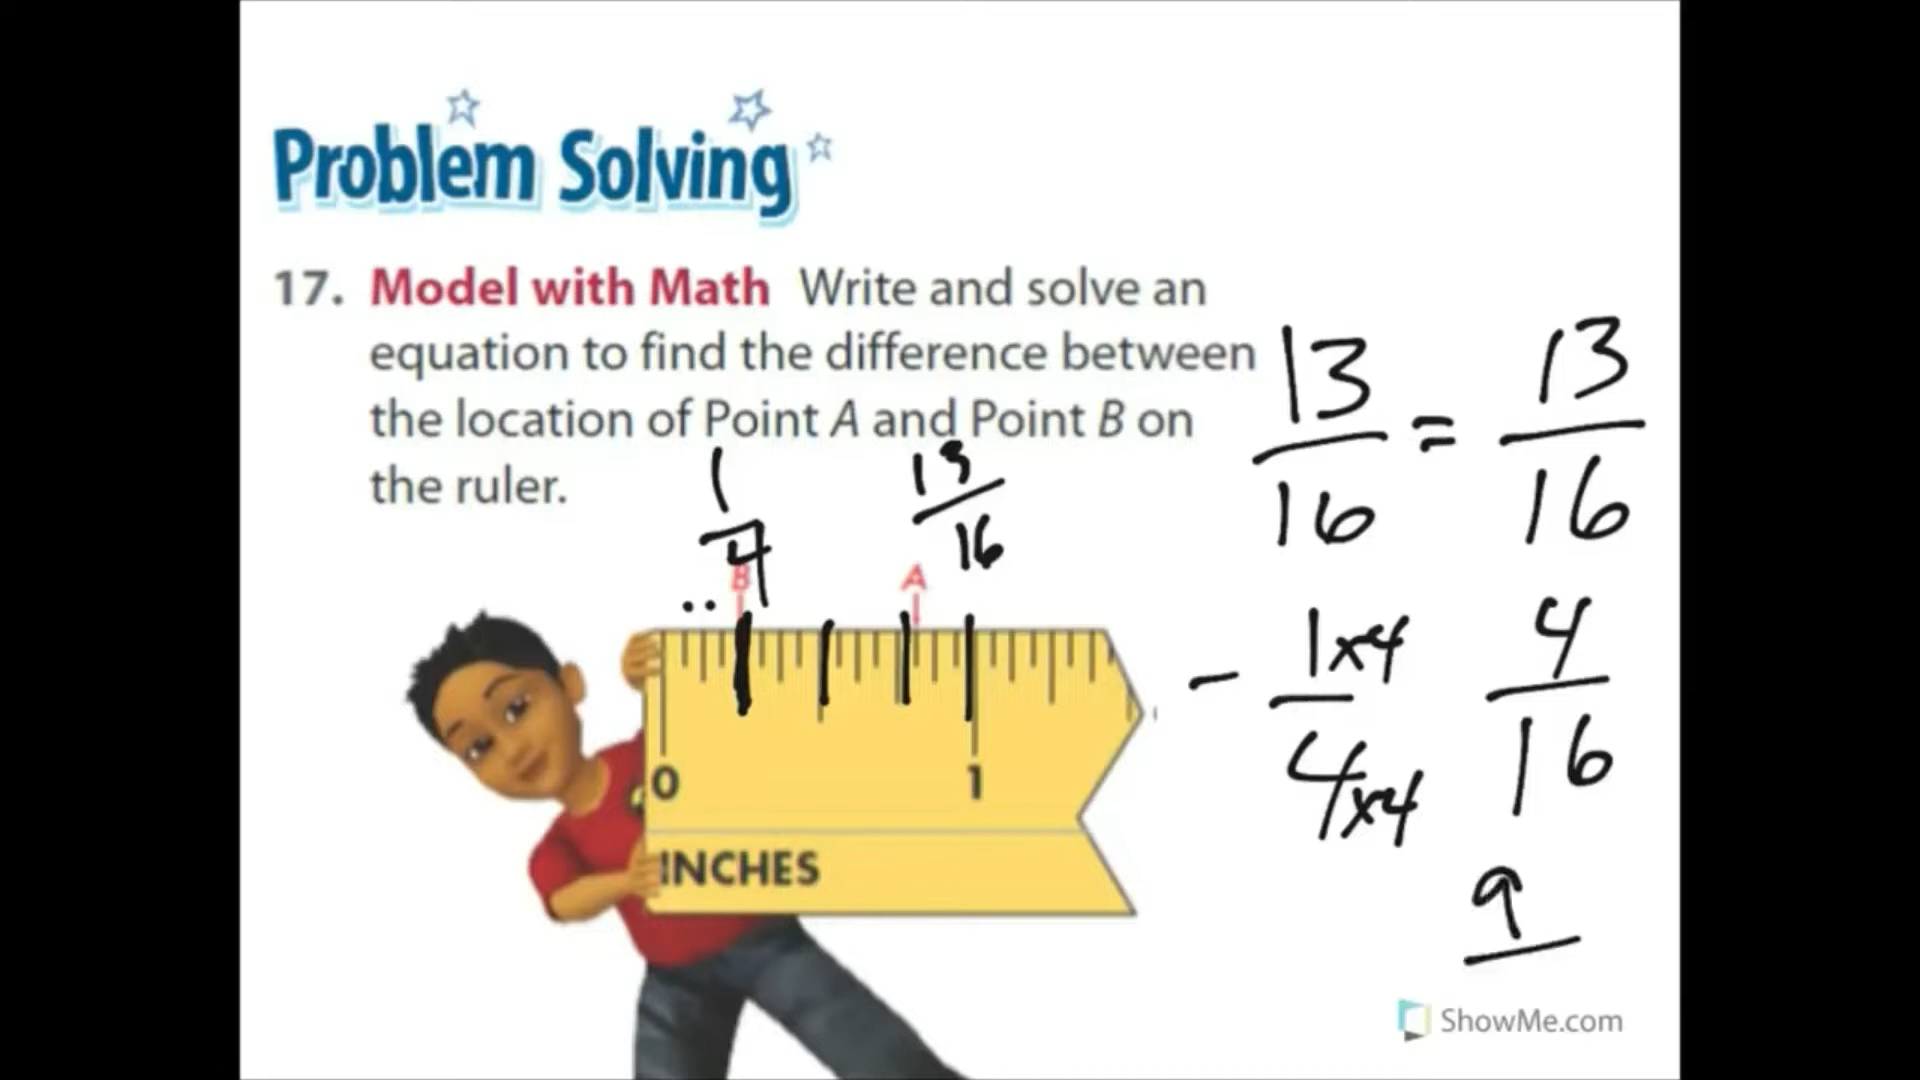 Problem Solving
17. Model with Math Write and solve an
equation to find the difference between
the location of Point A and Point B on
the ruler.
1
4
13
16
B
A
0
1
INCHES
13
16
=
13
16
- 1x4
4x4
4
16
9
ShowMe.com